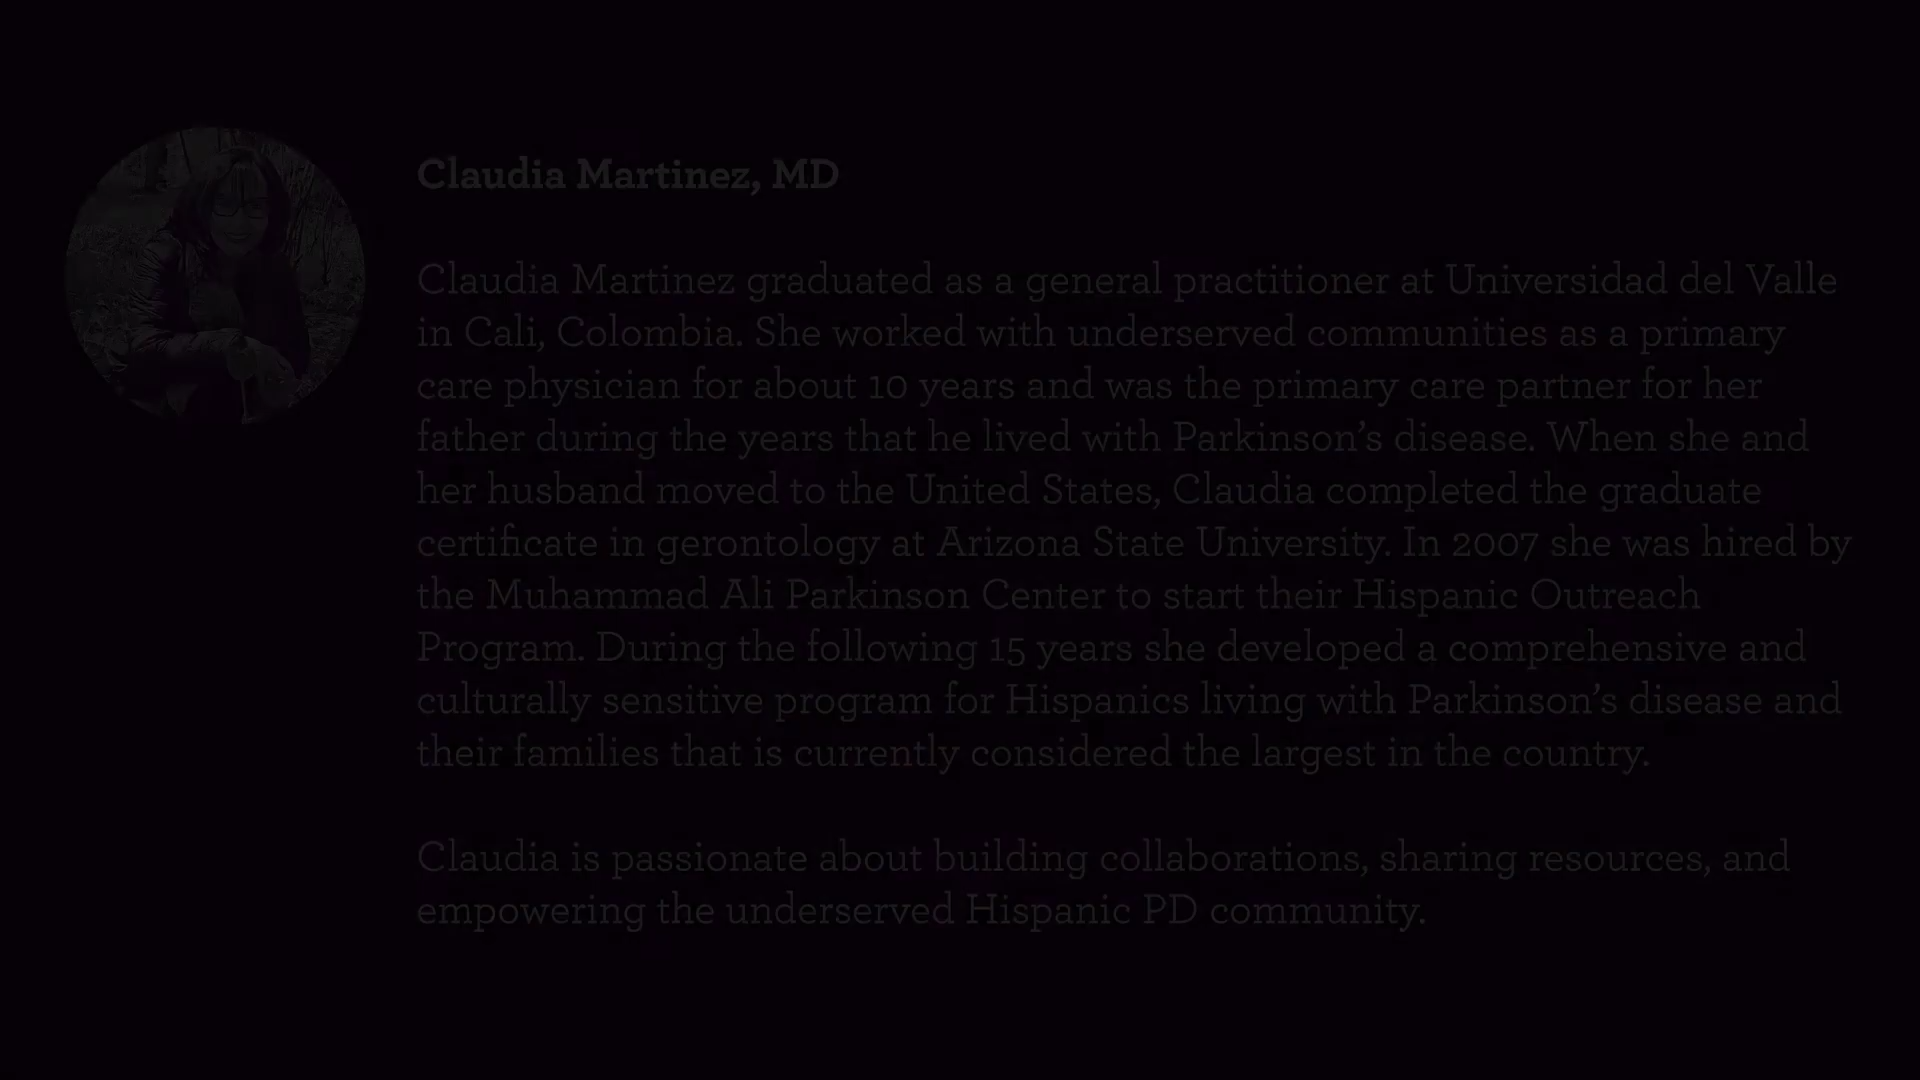 Claudia Martinez, MD
Claudia Martinez graduated as a general practitioner at Universidad del Valle
in Cali, Colombia. She worked with underserved communities as a primary
care physician for about 10 years and was the primary care partner for her
father during the years that he lived with Parkinson’s disease. When she and
her husband moved to the United States, Claudia completed the graduate
certificate in gerontology at Arizona State University. In 2007 she was hired by
the Muhammad Ali Parkinson Center to start their Hispanic Outreach
Program. During the following 15 years she developed a comprehensive and
culturally sensitive program for Hispanics living with Parkinson’s disease and
their families that is currently considered the largest in the country.
Claudia is passionate about building collaborations, sharing resources, and
empowering the underserved Hispanic PD community.